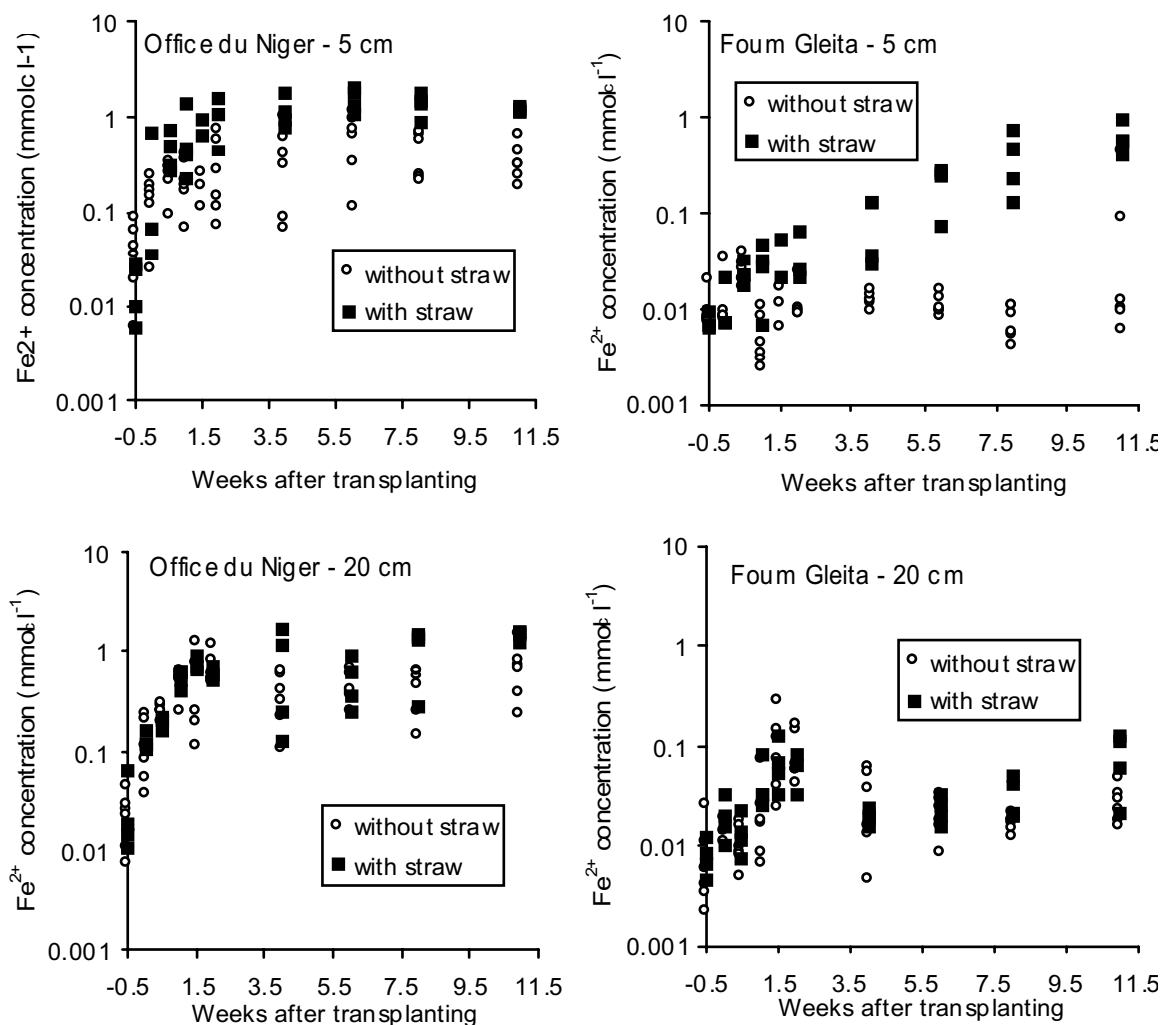 Office du Niger - 5 cm
Fe2+ concentration (mmolc l-1)
10
1
0.1
0.01
0.001
without straw
with straw
-0.5 1.5 3.5 5.5 7.5 9.5 11.5
Weeks after transplanting
Foum Gleita - 5 cm
Fe2+ concentration (mmolc l-1)
10
1
0.1
0.01
0.001
without straw
with straw
-0.5 1.5 3.5 5.5 7.5 9.5 11.5
Weeks after transplanting
Office du Niger - 20 cm
Fe2+ concentration (mmolc l-1)
10
1
0.1
0.01
0.001
without straw
with straw
-0.5 1.5 3.5 5.5 7.5 9.5 11.5
Weeks after transplanting
Foum Gleita - 20 cm
Fe2+ concentration (mmolc l-1)
10
1
0.1
0.01
0.001
without straw
with straw
-0.5 1.5 3.5 5.5 7.5 9.5 11.5
Weeks after transplanting